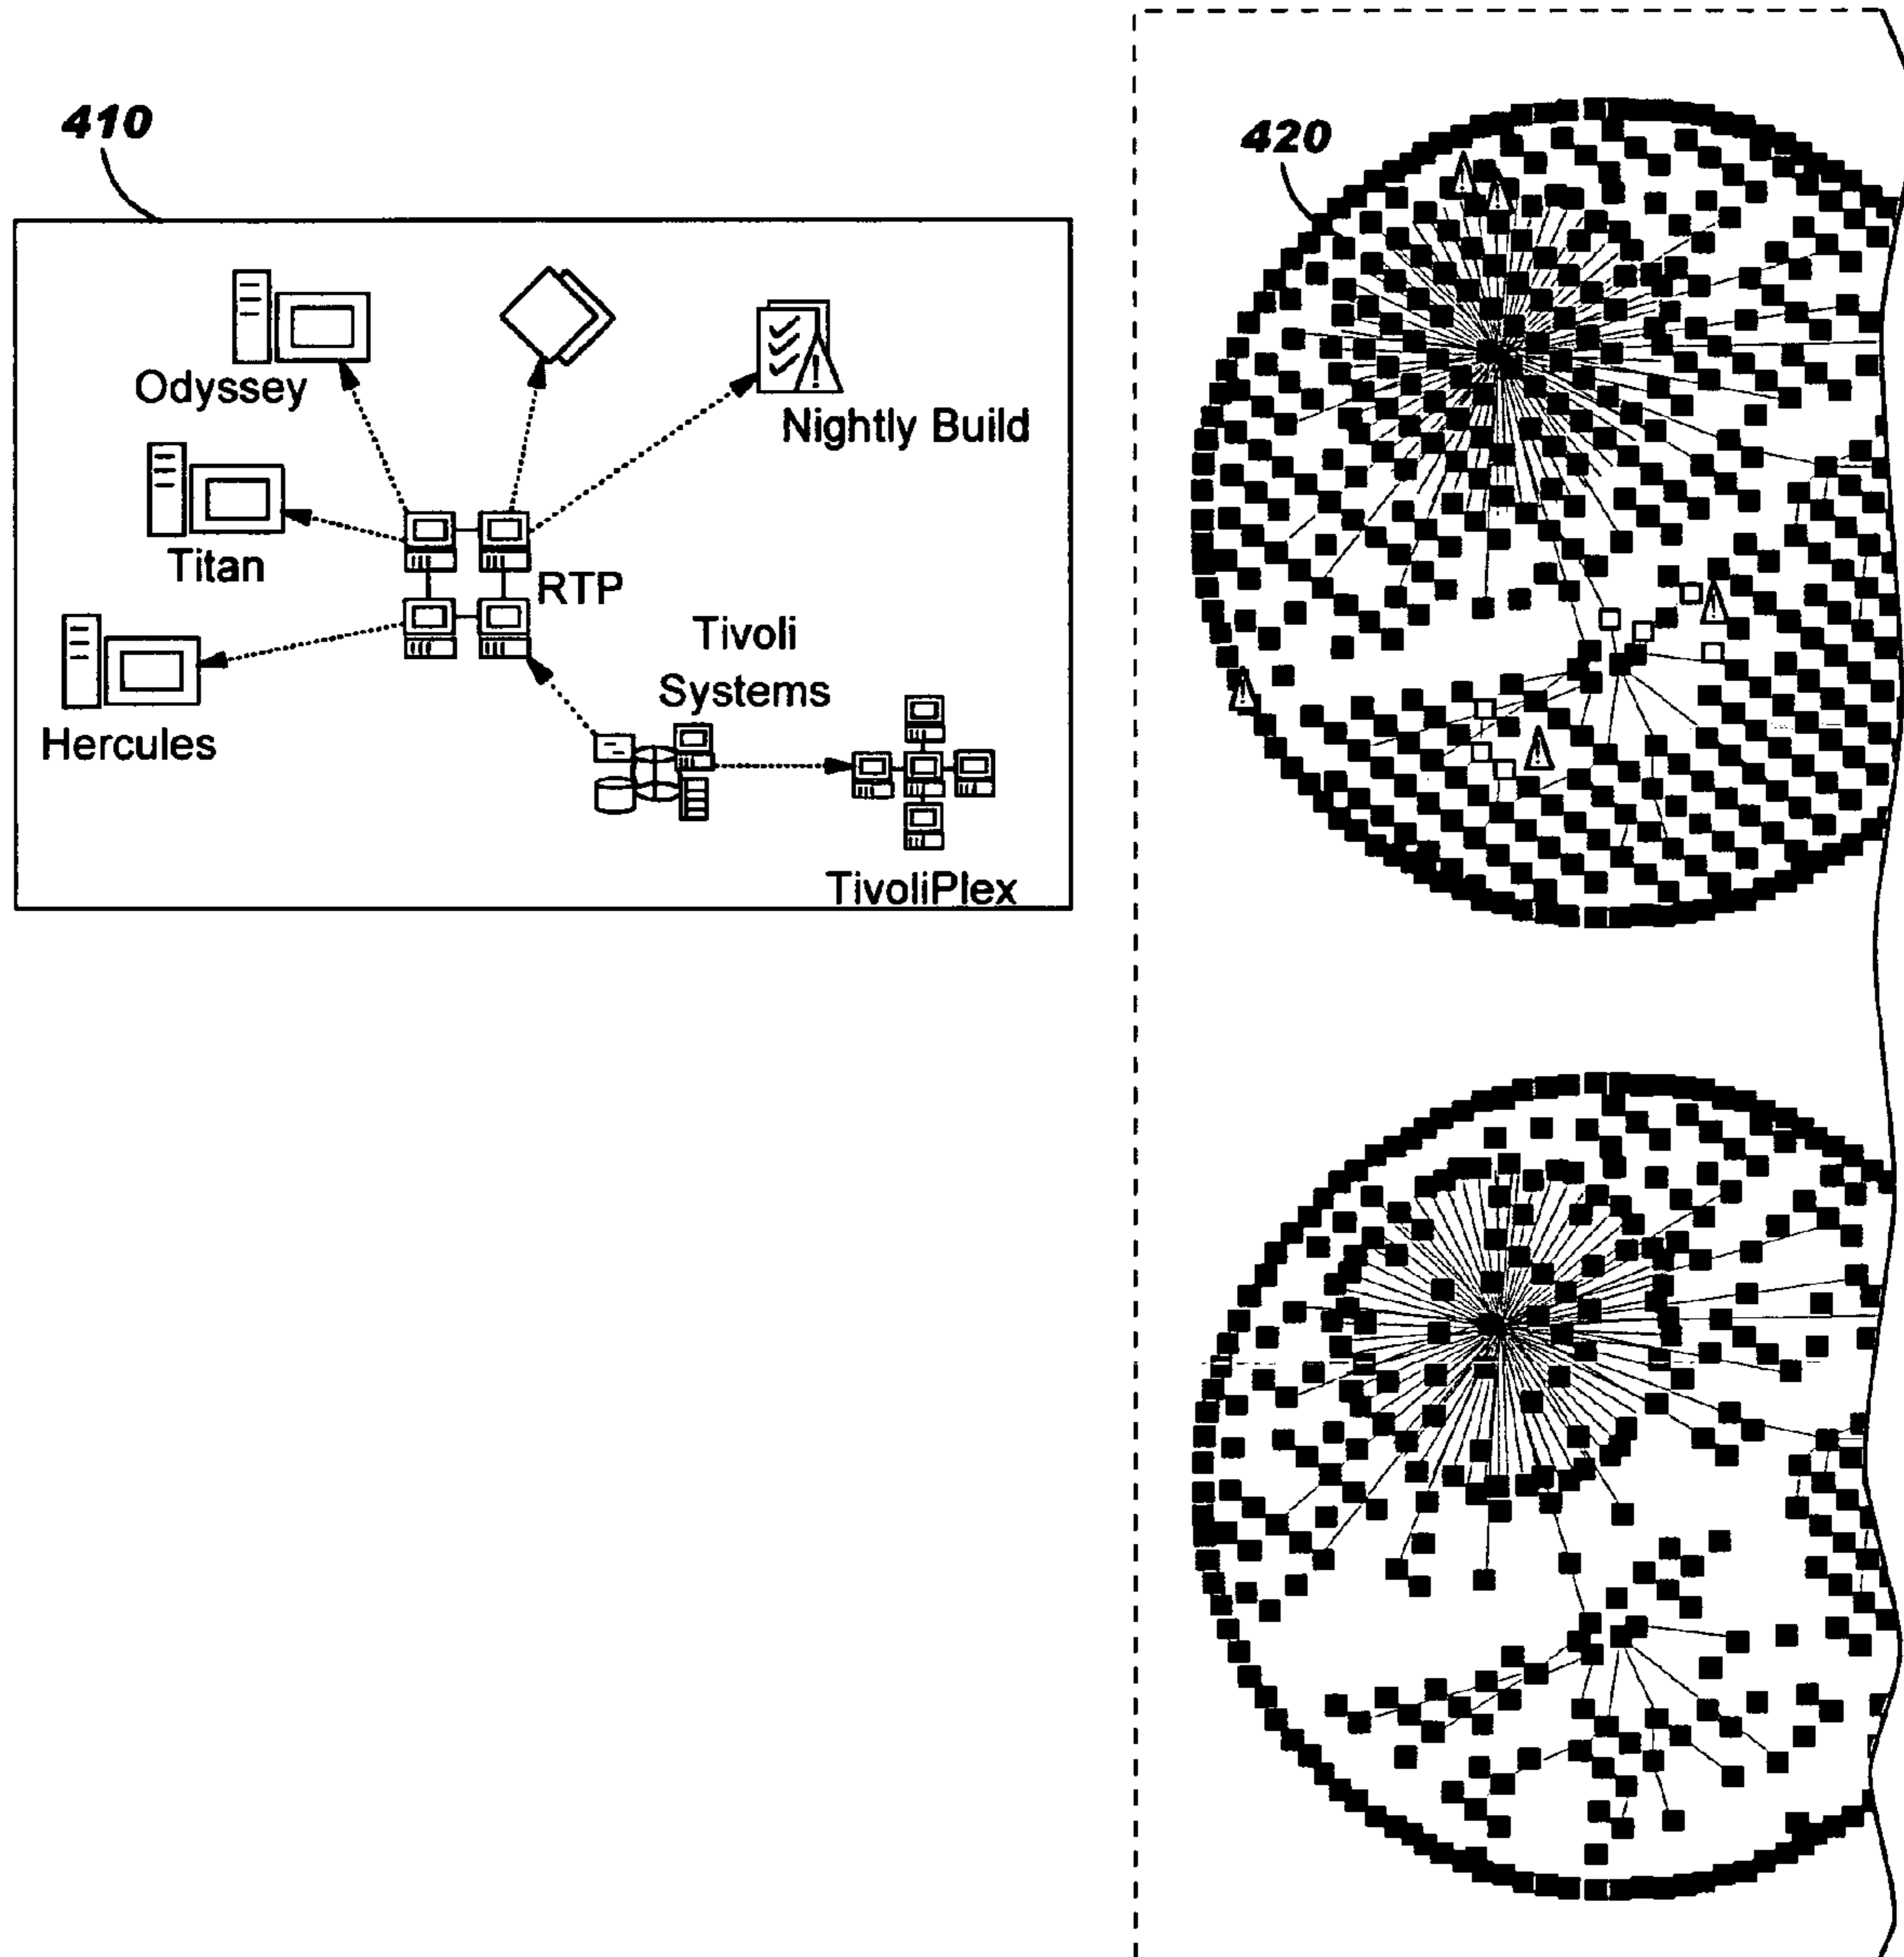 410
420
Odyssey
Nightly Build
Titan
RTP
Tivoli
Systems
Hercules
TivoliPlex